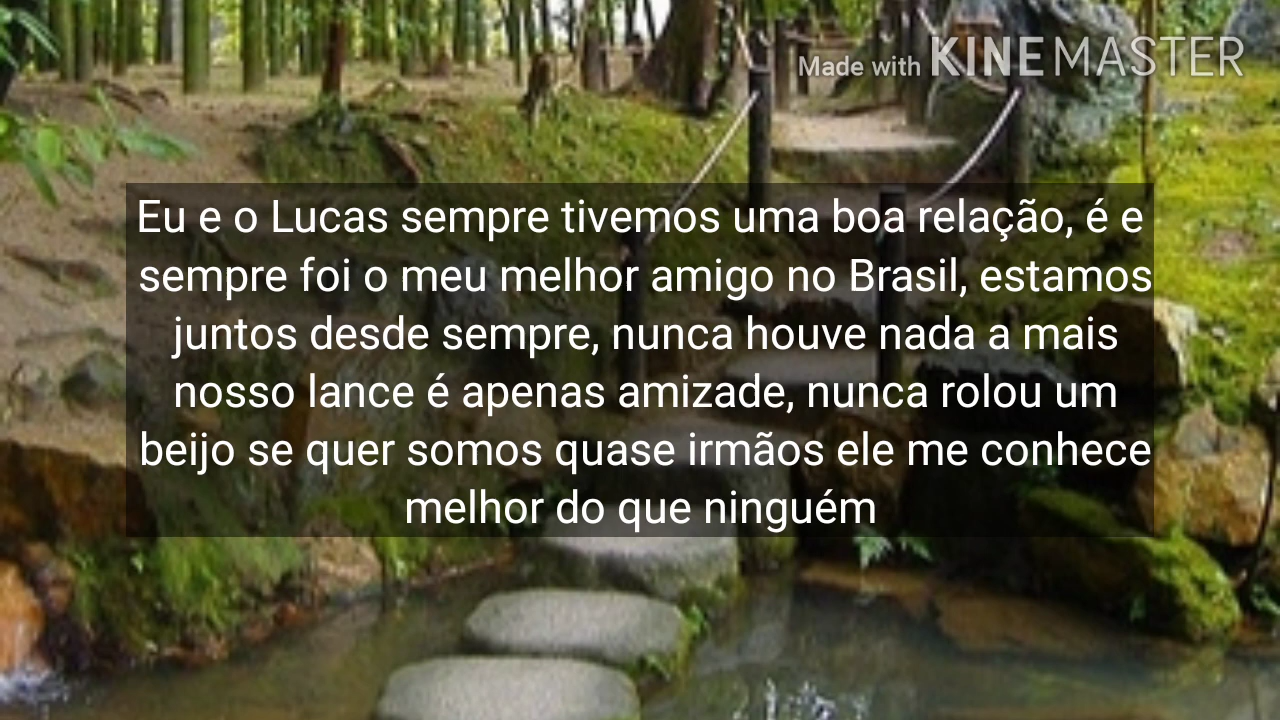 Made with KINEMASTER
Eu e o Lucas sempre tivemos uma boa relação, é e
sempre foi o meu melhor amigo no Brasil, estamos
juntos desde sempre, nunca houve nada a mais
nosso lance é apenas amizade, nunca rolou um
beijo se quer somos quase irmãos ele me conhece
melhor do que ninguém